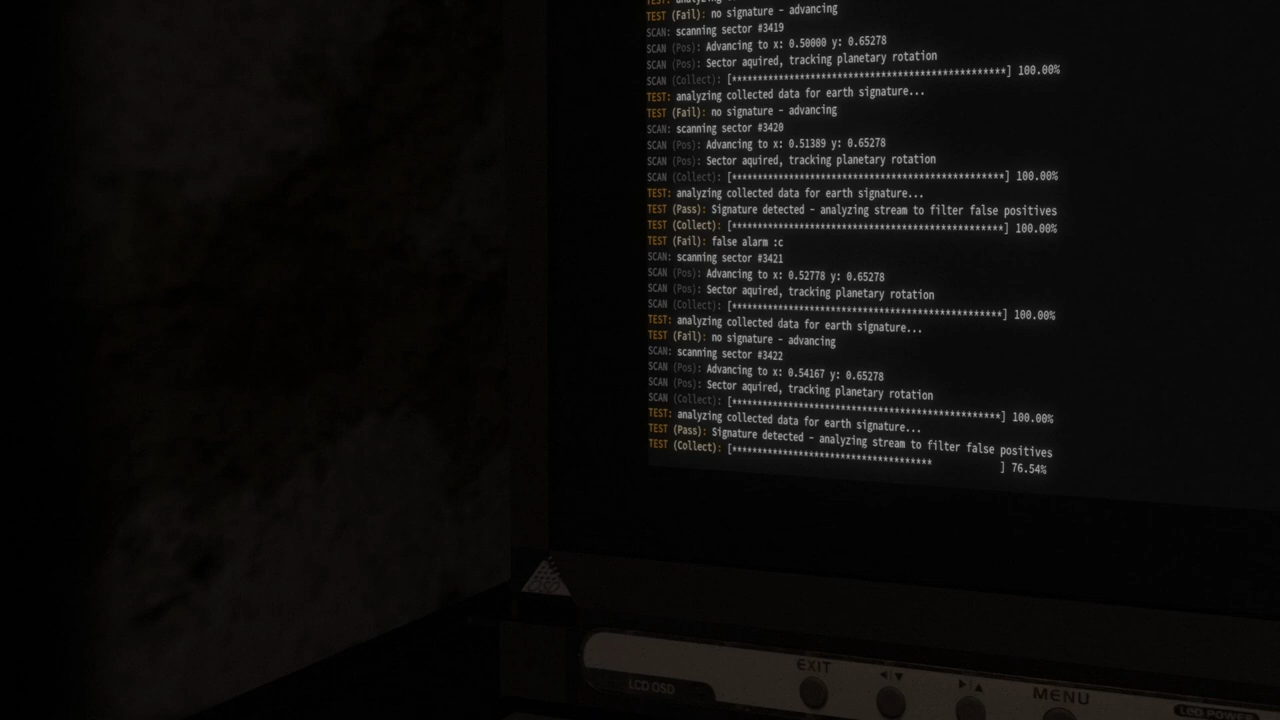 TEST: analyzing
TEST (Fail): no signature - advancing
SCAN: scanning sector #3419
SCAN (Pos): Advancing to x: 0.50000 y: 0.65278
SCAN (Pos): Sector aquired, tracking planetary rotation
SCAN (Collect): [***********************************************] 100.00%
TEST: analyzing collected data for earth signature...
TEST (Fail): no signature - advancing
SCAN: scanning sector #3420
SCAN (Pos): Advancing to x: 0.51389 y: 0.65278
SCAN (Pos): Sector aquired, tracking planetary rotation
SCAN (Collect): [***********************************************] 100.00%
TEST: analyzing collected data for earth signature...
TEST (Pass): Signature detected - analyzing stream to filter false positives
TEST (Collect): [***********************************************] 100.00%
TEST (Fail): false alarm :c
SCAN: scanning sector #3421
SCAN (Pos): Advancing to x: 0.52778 y: 0.65278
SCAN (Pos): Sector aquired, tracking planetary rotation
SCAN (Collect): [***********************************************] 100.00%
TEST: analyzing collected data for earth signature...
TEST (Fail): no signature - advancing
SCAN: scanning sector #3422
SCAN (Pos): Advancing to x: 0.54167 y: 0.65278
SCAN (Pos): Sector aquired, tracking planetary rotation
SCAN (Collect): [***********************************************] 100.00%
TEST: analyzing collected data for earth signature...
TEST (Pass): Signature detected - analyzing stream to filter false positives
TEST (Collect): [***********************************] 76.54%
EXIT
MENU
LCD OSD
LCD POWER